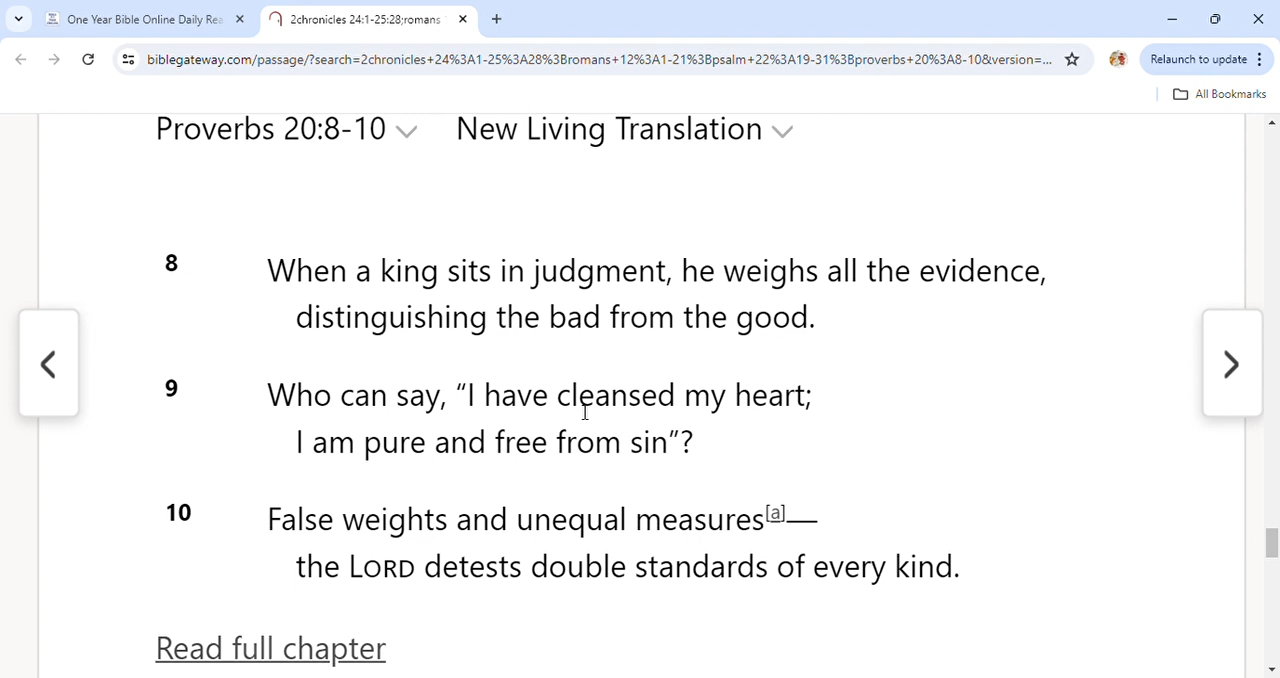 One Year Bible Online Daily Rea
2chronicles 24:1-25:28;romans
biblegateway.com/passage/?search=2chronicles+24%3A1-25%3A28%3Bromans+12%3A1-21%3Bpsalm+22%3A19-31%3Bproverbs+20%3A8-10&version=...
Relaunch to update
All Bookmarks
Proverbs 20:8-10 New Living Translation
8 When a king sits in judgment, he weighs all the evidence,
distinguishing the bad from the good.
9 Who can say, “I have cleansed my heart;
I am pure and free from sin”?
10 False weights and unequal measures[a]—
the LORD detests double standards of every kind.
Read full chapter